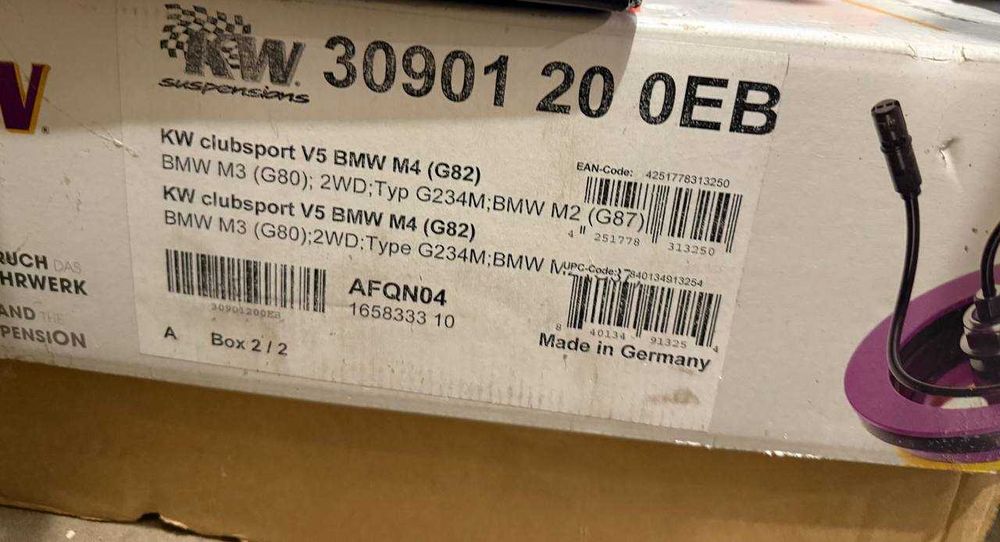 KW
suspensions
30901 20 0EB
KW clubsport V5 BMW M4 (G82)
BMW M3 (G80); 2WD;Typ G234M;BMW M2 (G87)
KW clubsport V5 BMW M4 (G82)
BMW M3 (G80);2WD;Type G234M;BMW
EAN-Code: 4251778313250
4 251778 313250
UPC-Code: 840134913254
8 40134 91325 4
30901200EB
AFQN04
1658333 10
A Box 2 / 2
Made in Germany
DAS
HRWERK
AND THE
PENSION